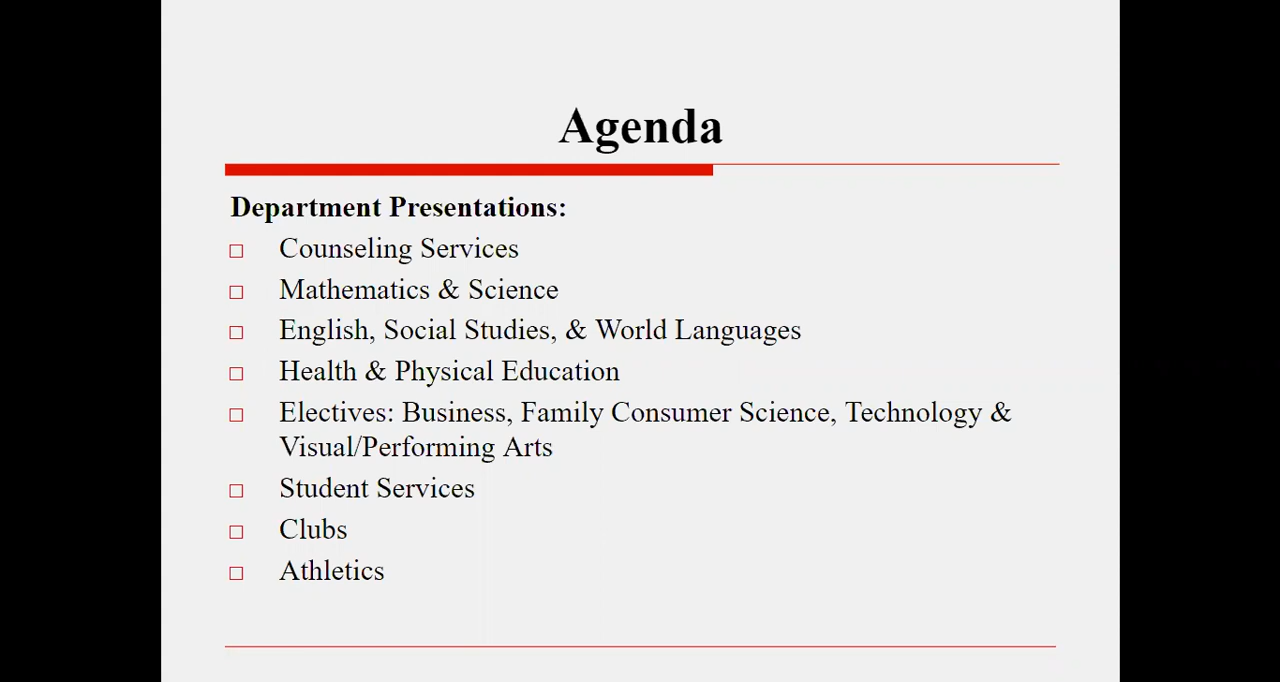 Agenda
Department Presentations:
Counseling Services
Mathematics & Science
English, Social Studies, & World Languages
Health & Physical Education
Electives: Business, Family Consumer Science, Technology &
Visual/Performing Arts
Student Services
Clubs
Athletics